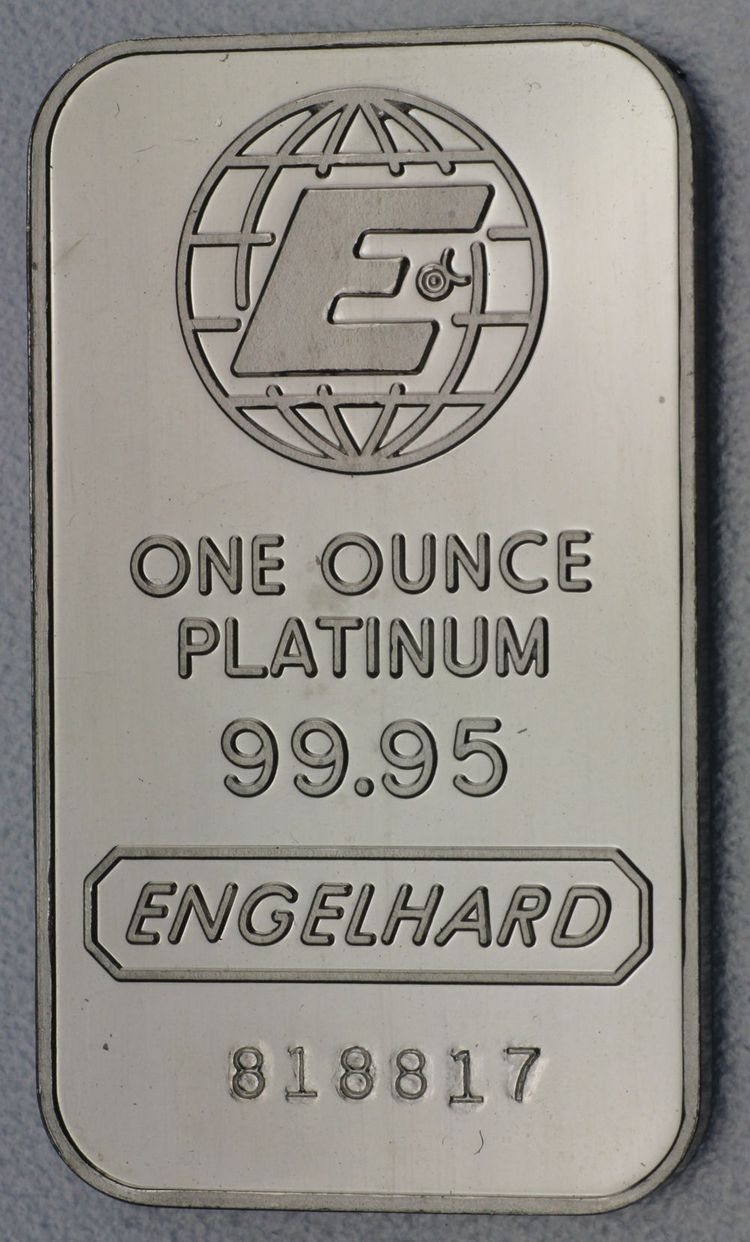 E
ONE OUNCE
PLATINUM
99.95
ENGELHARD
818817